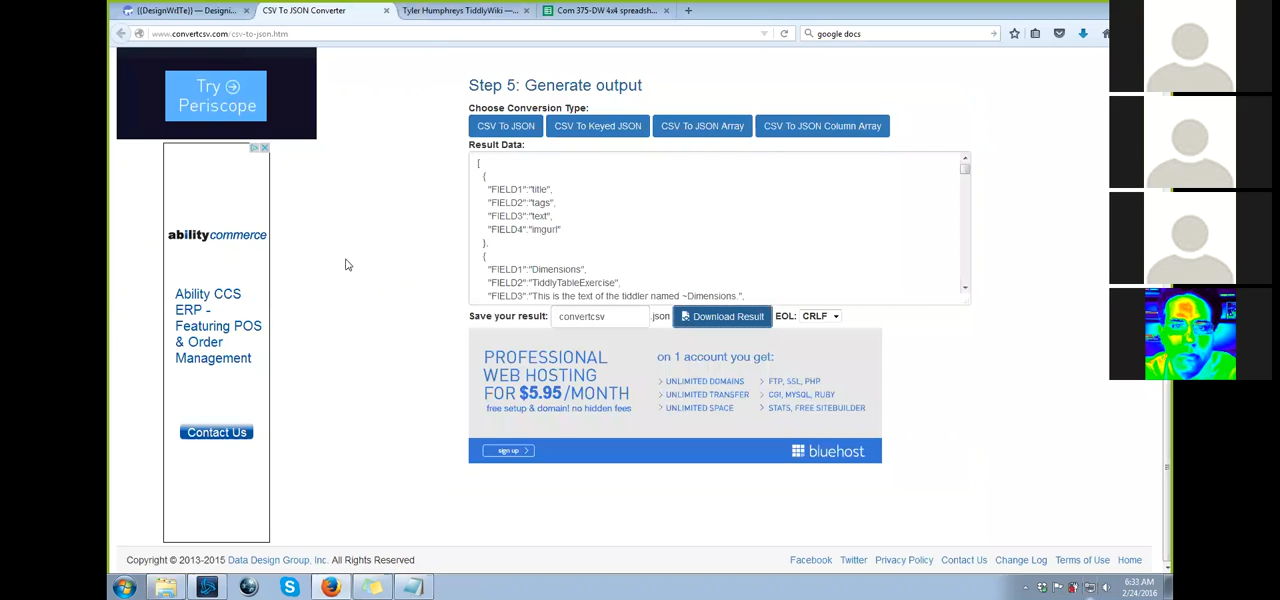 {{DesignWriTe}} — Designi...
CSV To JSON Converter
Tyler Humphreys TiddlyWiki —...
Com 375-DW 4x4 spreadsh...
www.convertcsv.com/csv-to-json.htm
google docs
Try
Periscope
abilitycommerce
Ability CCS
ERP -
Featuring POS
& Order
Management
Contact Us
Step 5: Generate output
Choose Conversion Type:
CSV To JSON
CSV To Keyed JSON
CSV To JSON Array
CSV To JSON Column Array
Result Data:
[
{
"FIELD1":"title",
"FIELD2":"tags",
"FIELD3":"text",
"FIELD4":"imgurl"
},
{
"FIELD1":"Dimensions",
"FIELD2":"TiddlyTableExercise",
"FIELD3":"This is the text of the tiddler named ~Dimensions.",
Save your result: convertcsv .json Download Result EOL: CRLF
PROFESSIONAL
WEB HOSTING
FOR $5.95/MONTH
free setup & domain! no hidden fees
on 1 account you get:
> UNLIMITED DOMAINS > FTP, SSL, PHP
> UNLIMITED TRANSFER > CGI, MYSQL, RUBY
> UNLIMITED SPACE > STATS, FREE SITEBUILDER
sign up >
bluehost
Copyright © 2013-2015 Data Design Group, Inc. All Rights Reserved
Facebook Twitter Privacy Policy Contact Us Change Log Terms of Use Home
6:33 AM
2/24/2016